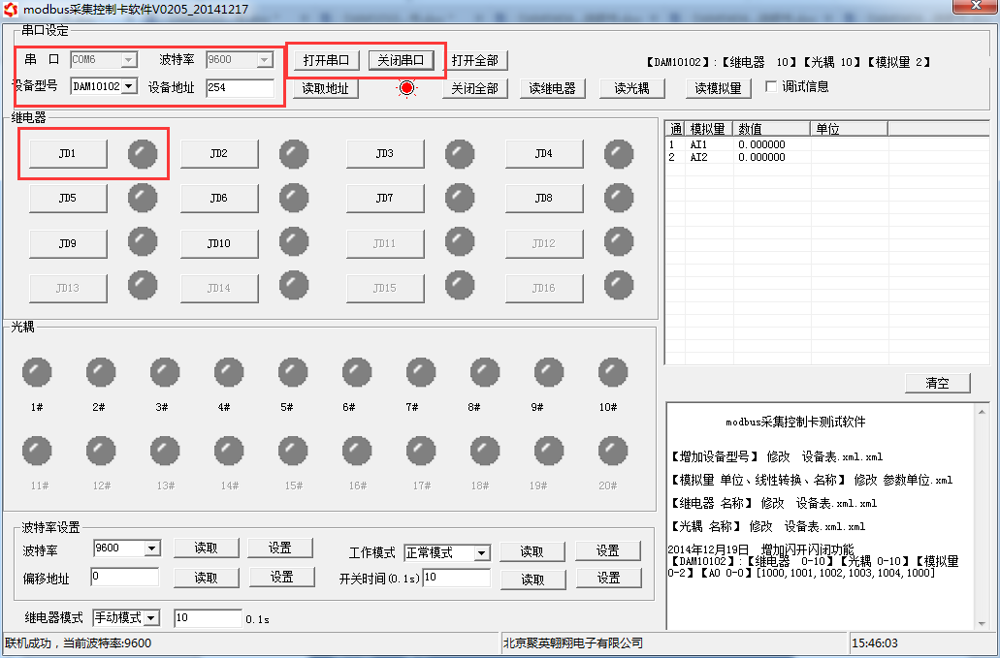 modbus采集控制卡软件V0205_20141217
串口设定
串 口 COM6 波特率 9600 打开串口 关闭串口 打开全部 【DAM10102】:【继电器 10】【光耦 10】【模拟量 2】
设备型号 DAM10102 设备地址 254 读取地址 关闭全部 读继电器 读光耦 读模拟量 调试信息
继电器
JD1 JD2 JD3 JD4
JD5 JD6 JD7 JD8
JD9 JD10 JD11 JD12
JD13 JD14 JD15 JD16
通 模拟量 数值 单位
1 AI1 0.000000
2 AI2 0.000000
光耦
1# 2# 3# 4# 5# 6# 7# 8# 9# 10#
11# 12# 13# 14# 15# 16# 17# 18# 19# 20#
清空
modbus采集控制卡测试软件
【增加设备型号】 修改 设备表.xml.xml
【模拟量 单位、线性转换、名称】 修改 参数单位.xml
【继电器 名称】 修改 设备表.xml.xml
【光耦 名称】 修改 设备表.xml.xml
2014年12月19日 增加闪开闪闭功能
【DAM10102】:【继电器 0-10】【光耦 0-10】【模拟量
0-2】【AO 0-0】[1000,1001,1002,1003,1004,1000]
波特率设置
波特率 9600 读取 设置 工作模式 正常模式 读取 设置
偏移地址 0 读取 设置 开关时间(0.1s) 10 读取 设置
继电器模式 手动模式 10 0.1s
联机成功，当前波特率:9600 北京聚英翱翔电子有限公司 15:46:03